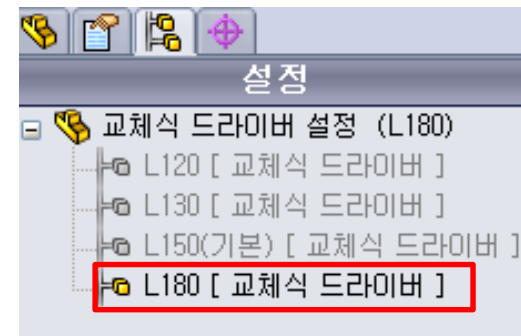 설정
교체식 드라이버 설정 (L180)
L120 [ 교체식 드라이버 ]
L130 [ 교체식 드라이버 ]
L150(기본) [ 교체식 드라이버 ]
L180 [ 교체식 드라이버 ]